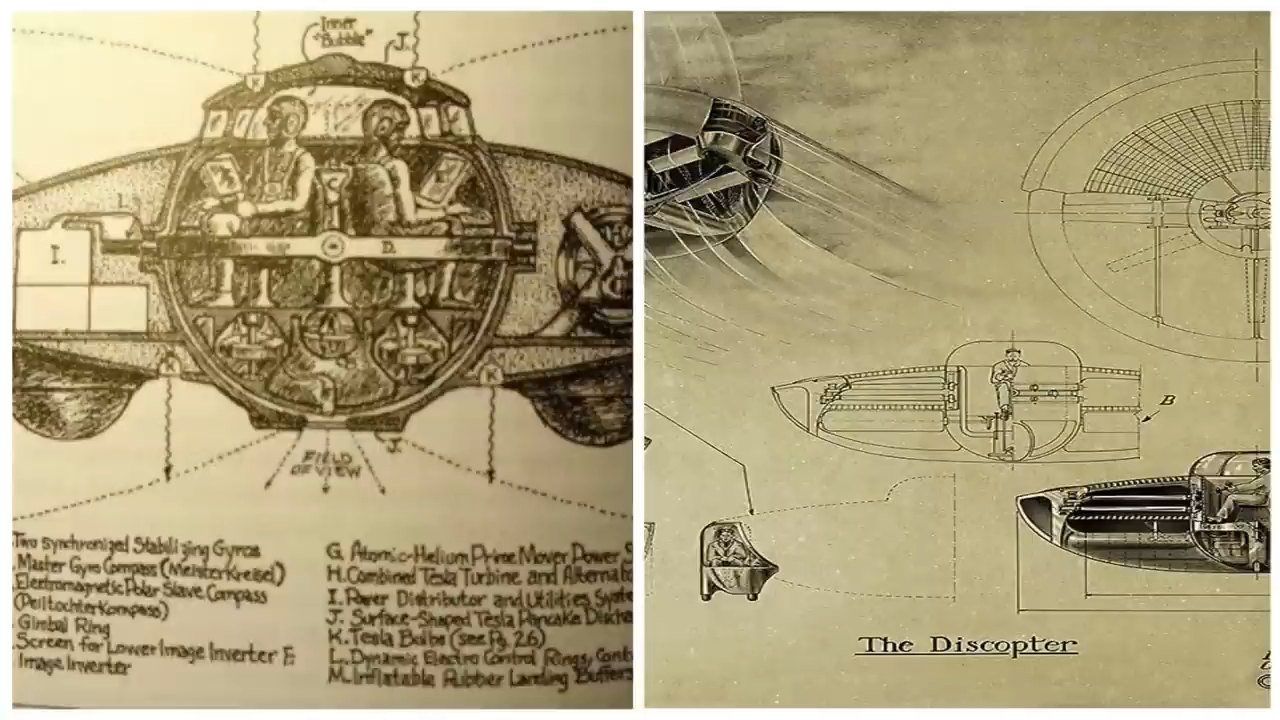 Inner
"Bubble"
J.
K
K
I.
C
D.
K
K
J.
FIELD
OF VIEW
Two synchronized Stabilizing Gyros
Master Gyro Compass (Meisterkreisel)
Electromagnetic Polar Slave Compass
(Peiltochterkompass)
Gimbal Ring
Screen for Lower Image Inverter &
Image Inverter
G. Atomic-Helium Prime Mover Power S
H. Combined Tesla Turbine and Alternato
I. Power Distributor and Utilities Syste
J. Surface-Shaped Tesla Pancake Discha
K. Tesla Bulbs (see Pg. 26)
L. Dynamic Electro Control Rings, Cont
M. Inflatable Rubber Landing Buffers
B
The Discopter